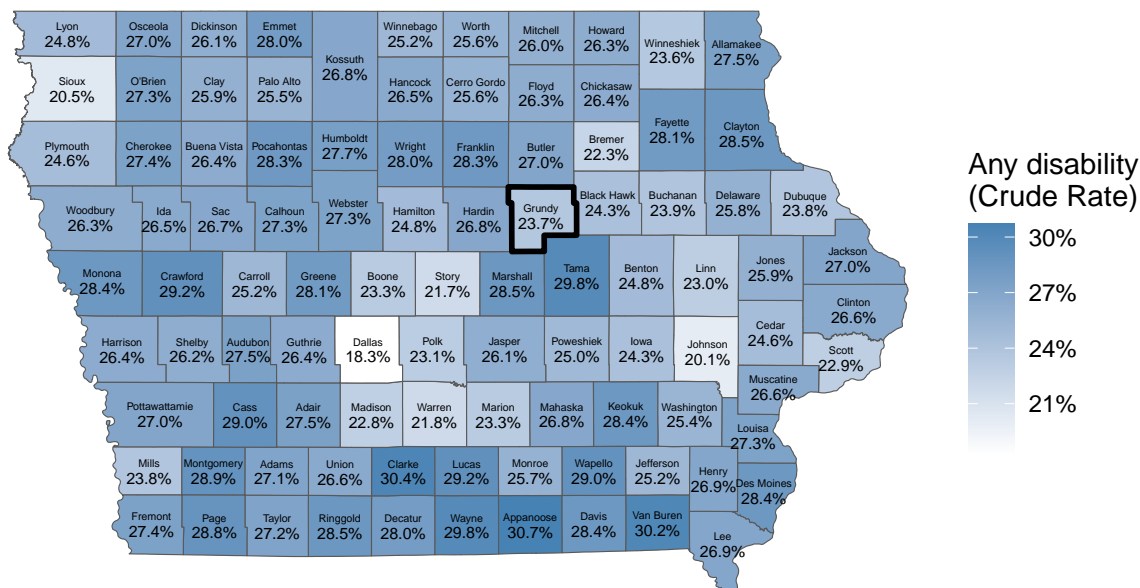 Lyon
24.8%
Osceola
27.0%
Dickinson
26.1%
Emmet
28.0%
Kossuth
26.8%
Winnebago
25.2%
Worth
25.6%
Mitchell
26.0%
Howard
26.3%
Winneshiek
23.6%
Allamakee
27.5%
Sioux
20.5%
O'Brien
27.3%
Clay
25.9%
Palo Alto
25.5%
Hancock
26.5%
Cerro Gordo
25.6%
Floyd
26.3%
Chickasaw
26.4%
Plymouth
24.6%
Cherokee
27.4%
Buena Vista
26.4%
Pocahontas
28.3%
Humboldt
27.7%
Wright
28.0%
Franklin
28.3%
Butler
27.0%
Bremer
22.3%
Fayette
28.1%
Clayton
28.5%
Woodbury
26.3%
Ida
26.5%
Sac
26.7%
Calhoun
27.3%
Webster
27.3%
Hamilton
24.8%
Hardin
26.8%
Grundy
23.7%
Black Hawk
24.3%
Buchanan
23.9%
Delaware
25.8%
Dubuque
23.8%
Monona
28.4%
Crawford
29.2%
Carroll
25.2%
Greene
28.1%
Boone
23.3%
Story
21.7%
Marshall
28.5%
Tama
29.8%
Benton
24.8%
Linn
23.0%
Jones
25.9%
Jackson
27.0%
Clinton
26.6%
Harrison
26.4%
Shelby
26.2%
Audubon
27.5%
Guthrie
26.4%
Dallas
18.3%
Polk
23.1%
Jasper
26.1%
Poweshiek
25.0%
Iowa
24.3%
Johnson
20.1%
Cedar
24.6%
Scott
22.9%
Muscatine
26.6%
Pottawattamie
27.0%
Cass
29.0%
Adair
27.5%
Madison
22.8%
Warren
21.8%
Marion
23.3%
Mahaska
26.8%
Keokuk
28.4%
Washington
25.4%
Louisa
27.3%
Mills
23.8%
Montgomery
28.9%
Adams
27.1%
Union
26.6%
Clarke
30.4%
Lucas
29.2%
Monroe
25.7%
Wapello
29.0%
Jefferson
25.2%
Henry
26.9%
Des Moines
28.4%
Fremont
27.4%
Page
28.8%
Taylor
27.2%
Ringgold
28.5%
Decatur
28.0%
Wayne
29.8%
Appanoose
30.7%
Davis
28.4%
Van Buren
30.2%
Lee
26.9%
Any disability
(Crude Rate)
30%
27%
24%
21%